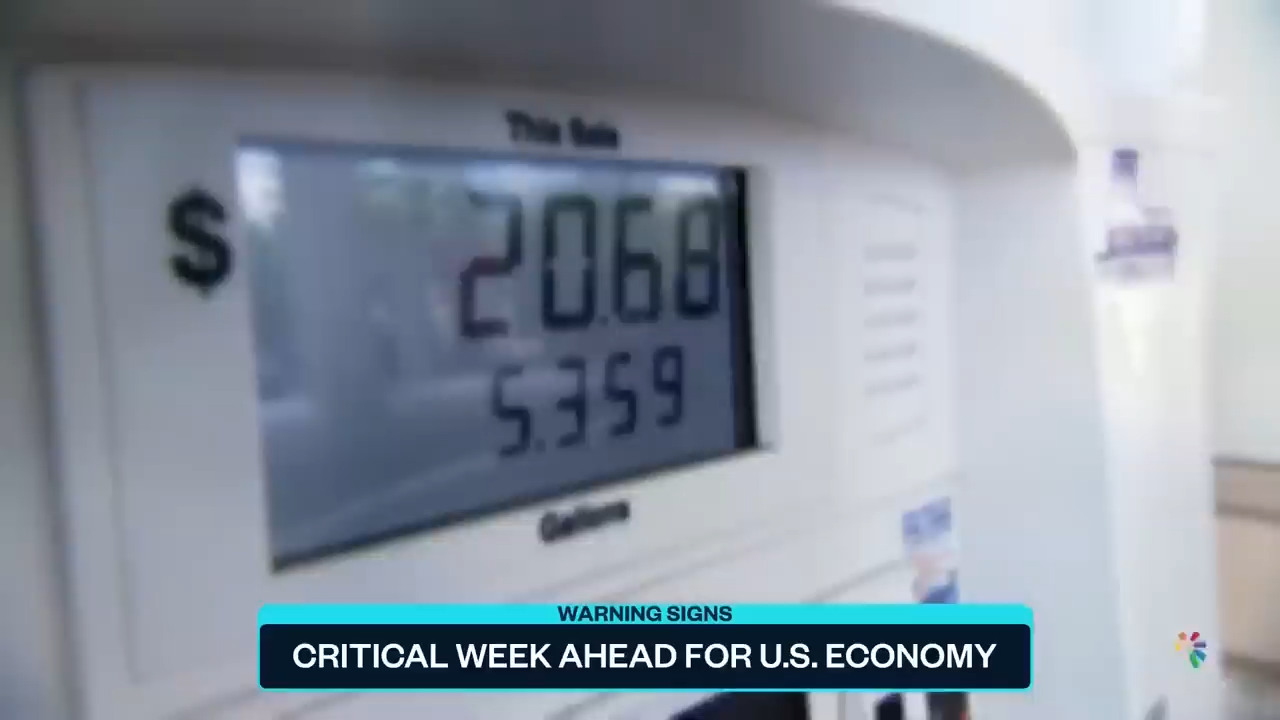 This Sale
$ 20.68
5.359
Gallons
WARNING SIGNS
CRITICAL WEEK AHEAD FOR U.S. ECONOMY